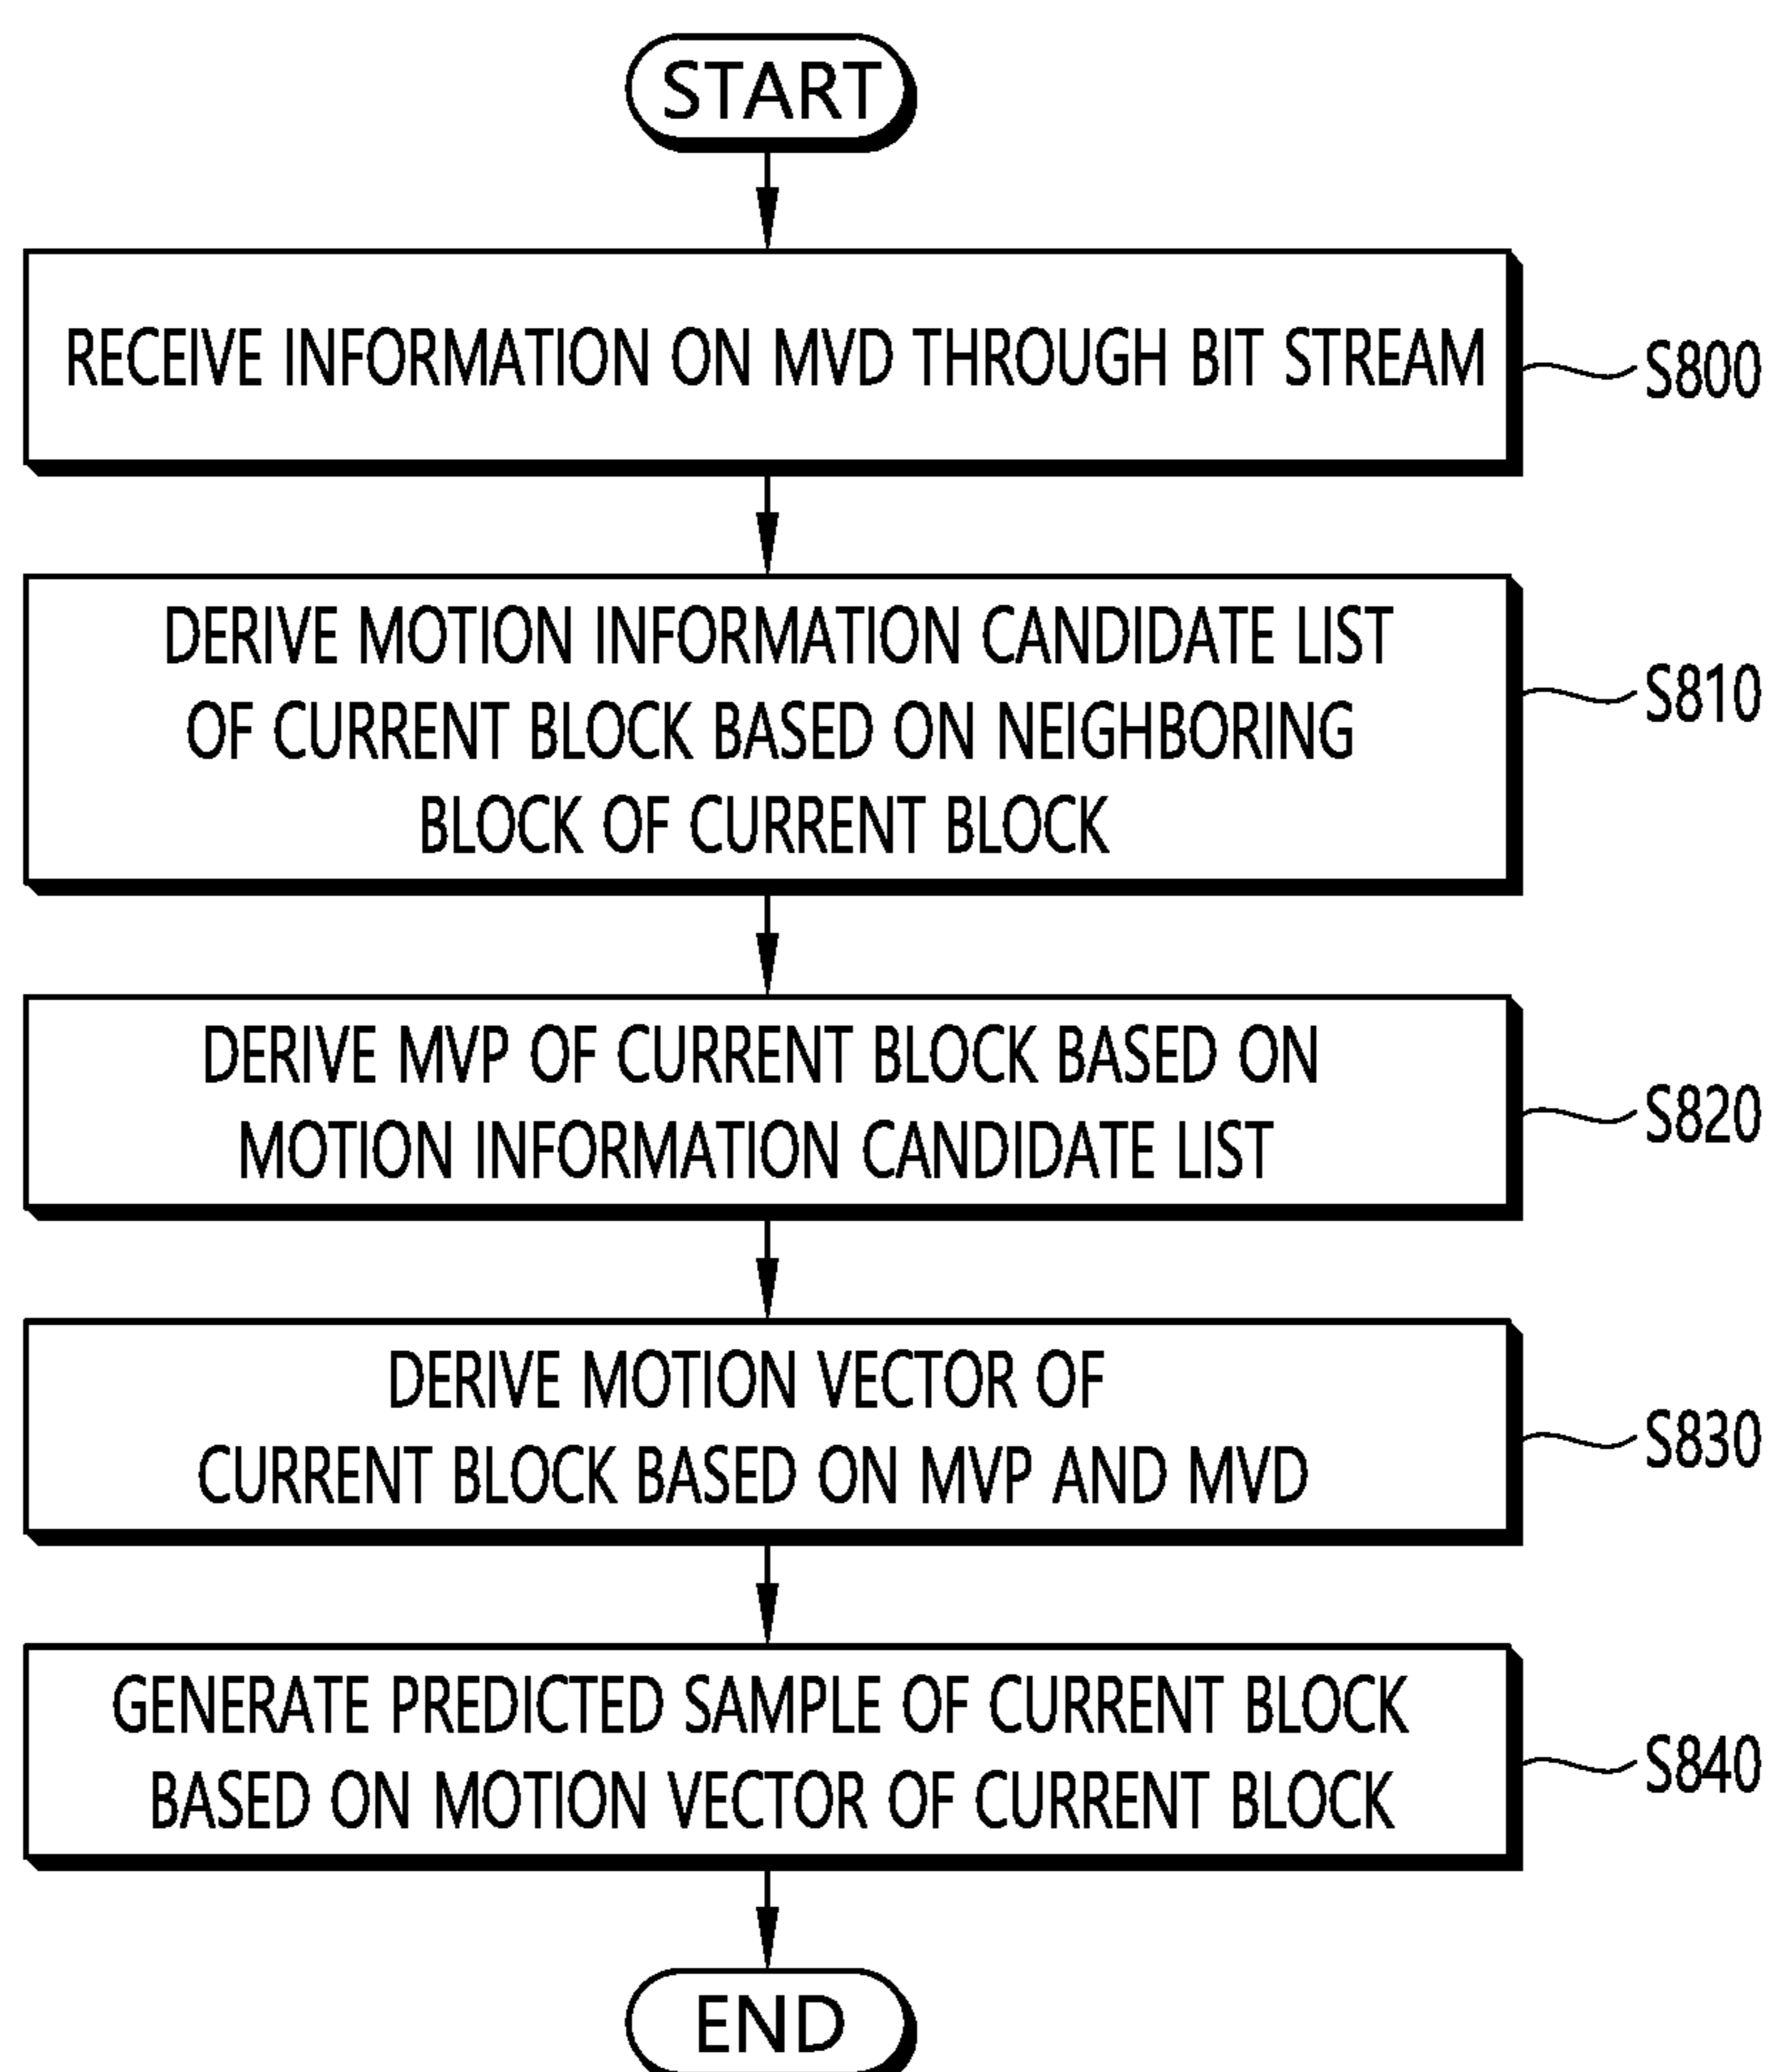 START
RECEIVE INFORMATION ON MVD THROUGH BIT STREAM
S800
DERIVE MOTION INFORMATION CANDIDATE LIST
OF CURRENT BLOCK BASED ON NEIGHBORING
BLOCK OF CURRENT BLOCK
S810
DERIVE MVP OF CURRENT BLOCK BASED ON
MOTION INFORMATION CANDIDATE LIST
S820
DERIVE MOTION VECTOR OF
CURRENT BLOCK BASED ON MVP AND MVD
S830
GENERATE PREDICTED SAMPLE OF CURRENT BLOCK
BASED ON MOTION VECTOR OF CURRENT BLOCK
S840
END